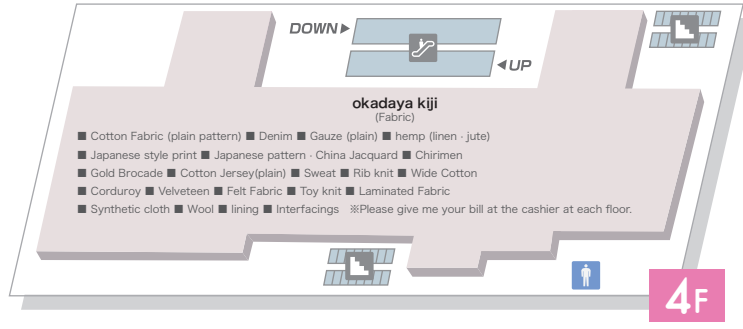 DOWN▶
◀UP
okadaya kiji
(Fabric)
■ Cotton Fabric (plain pattern) ■ Denim ■ Gauze (plain) ■ hemp (linen · jute)
■ Japanese style print ■ Japanese pattern · China Jacquard ■ Chirimen
■ Gold Brocade ■ Cotton Jersey(plain) ■ Sweat ■ Rib knit ■ Wide Cotton
■ Corduroy ■ Velveteen ■ Felt Fabric ■ Toy knit ■ Laminated Fabric
■ Synthetic cloth ■ Wool ■ lining ■ Interfacings ※Please give me your bill at the cashier at each floor.
4F